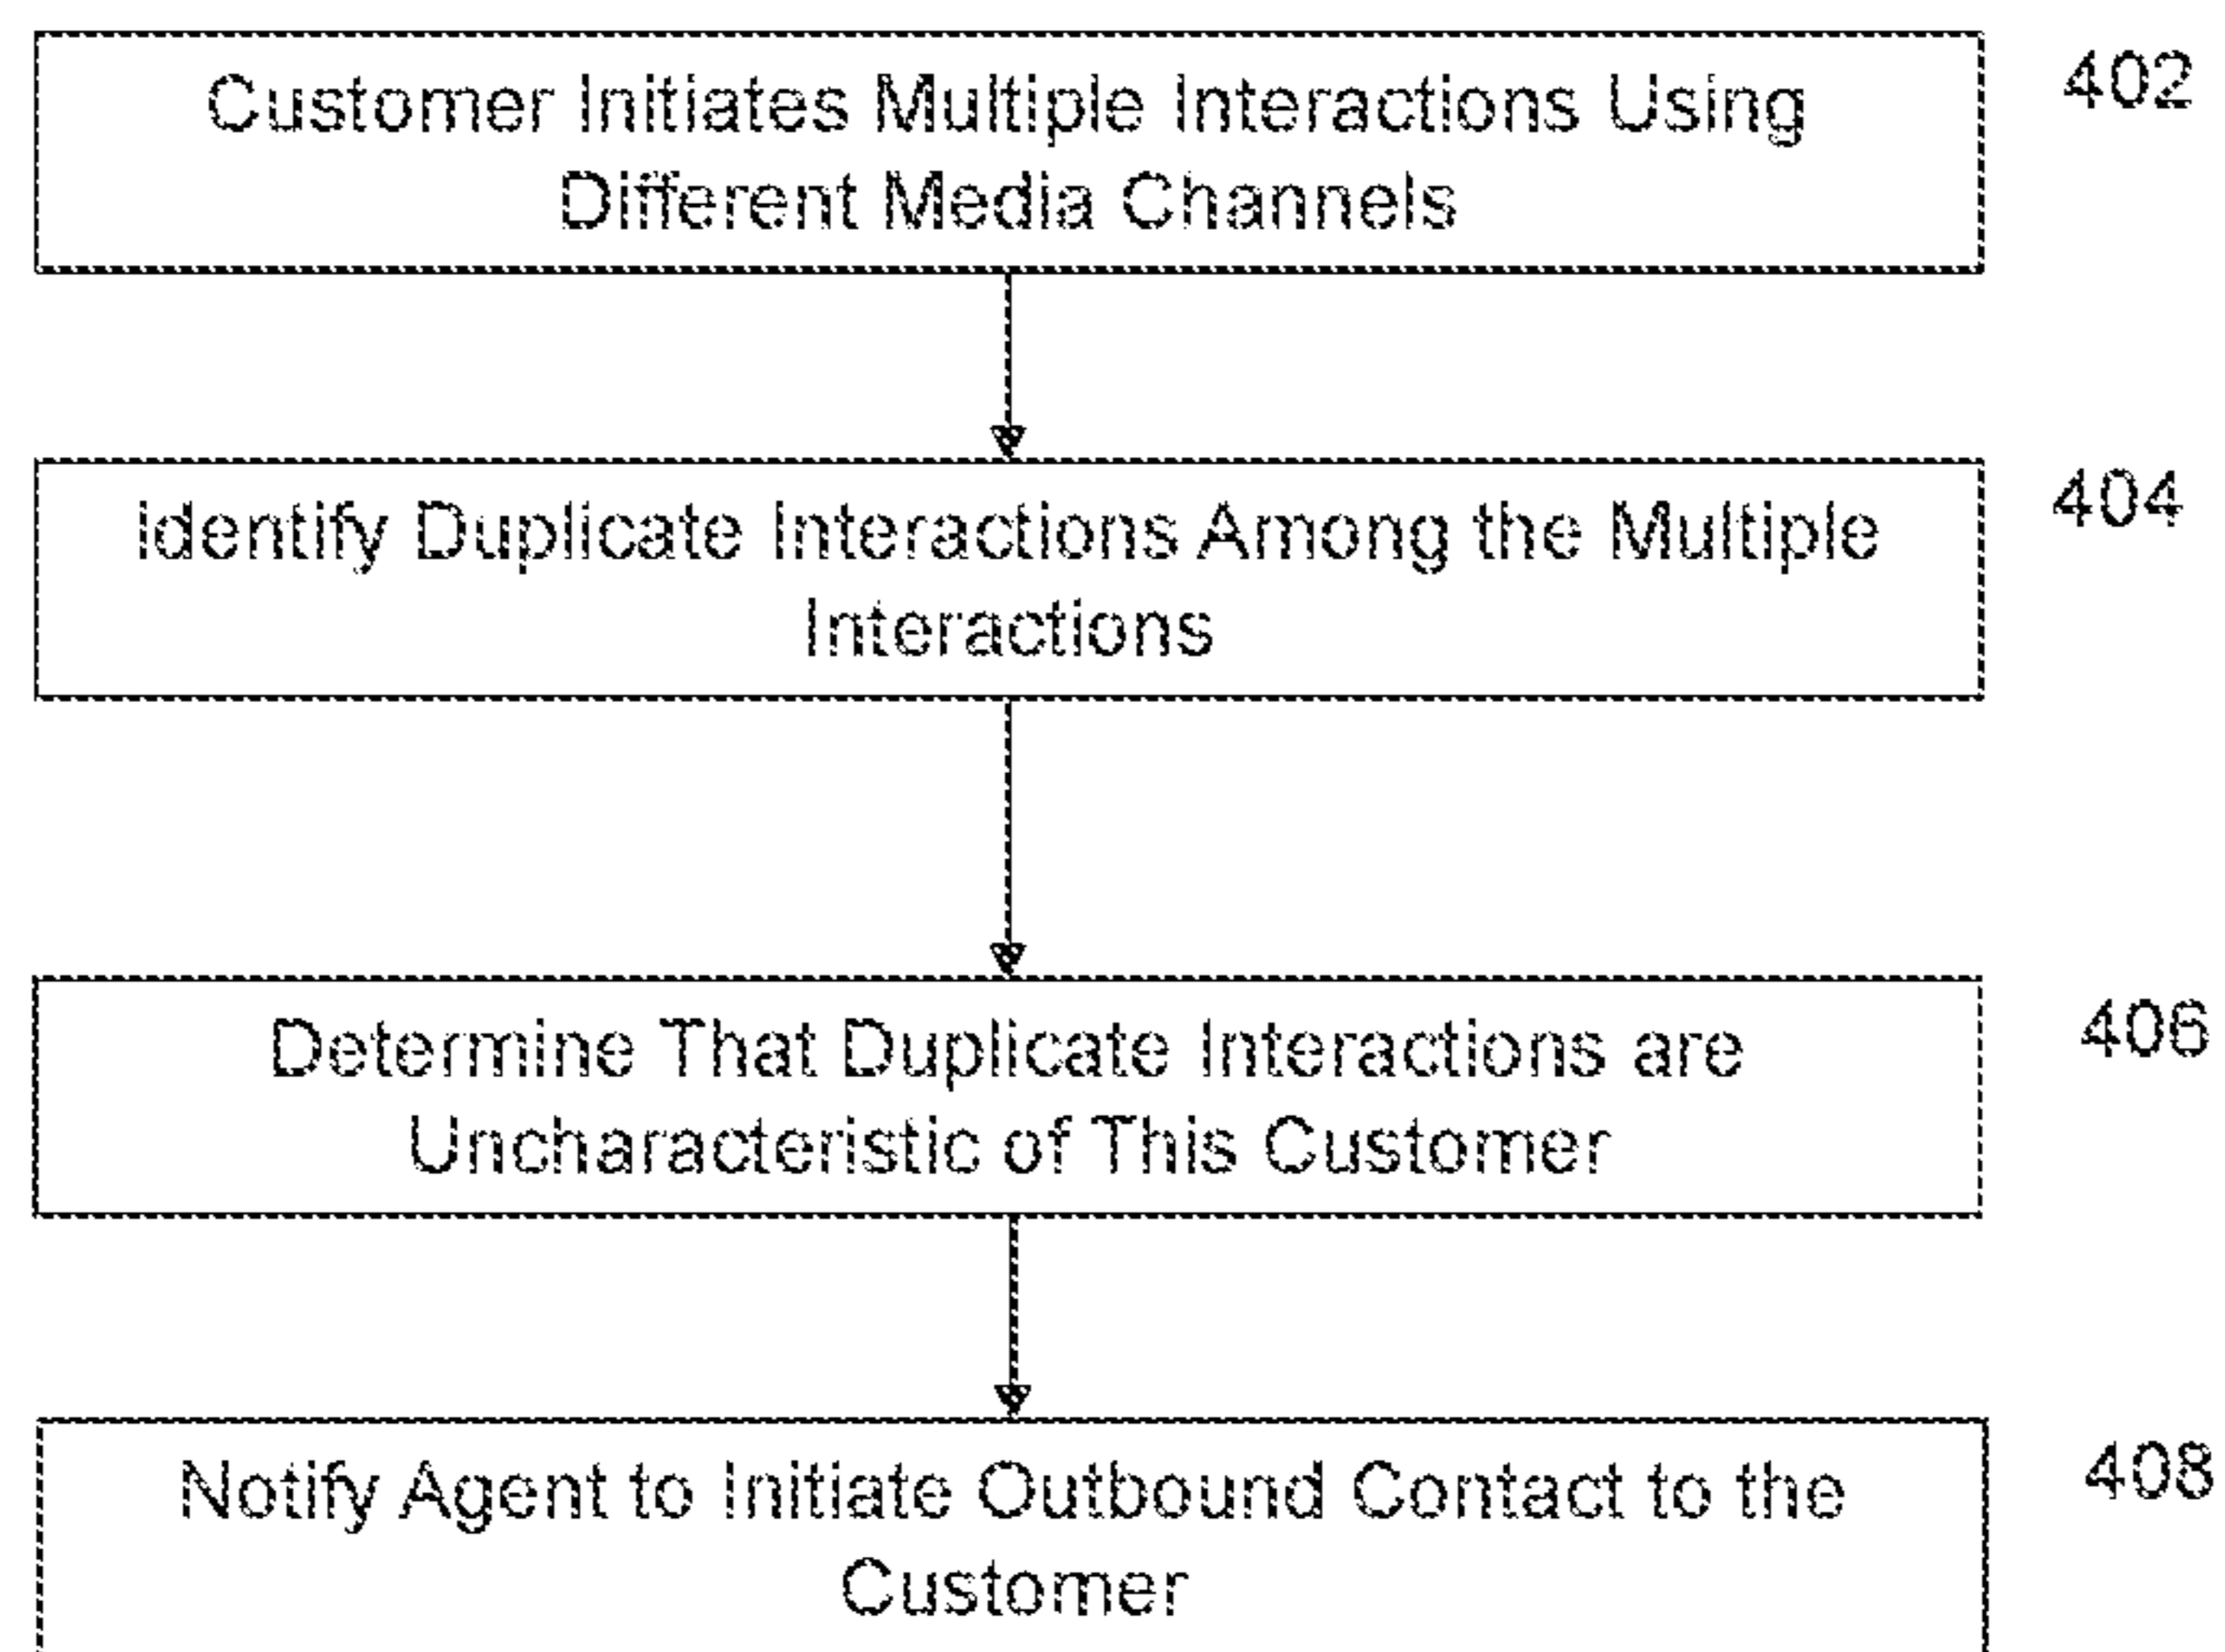 Customer Initiates Multiple Interactions Using 402
Different Media Channels
Identify Duplicate Interactions Among the Multiple 404
Interactions
Determine That Duplicate Interactions are 406
Uncharacteristic of This Customer
Notify Agent to Initiate Outbound Contact to the 408
Customer